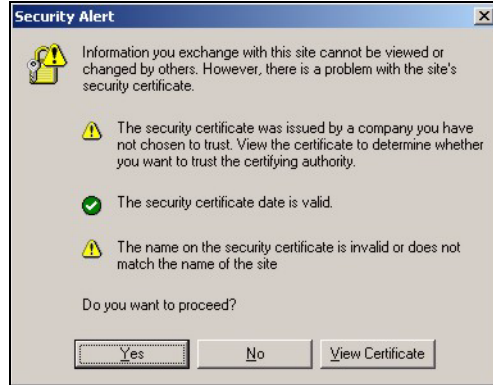 Security Alert
Information you exchange with this site cannot be viewed or
changed by others. However, there is a problem with the site's
security certificate.
The security certificate was issued by a company you have
not chosen to trust. View the certificate to determine whether
you want to trust the certifying authority.
The security certificate date is valid.
The name on the security certificate is invalid or does not
match the name of the site
Do you want to proceed?
Yes No View Certificate